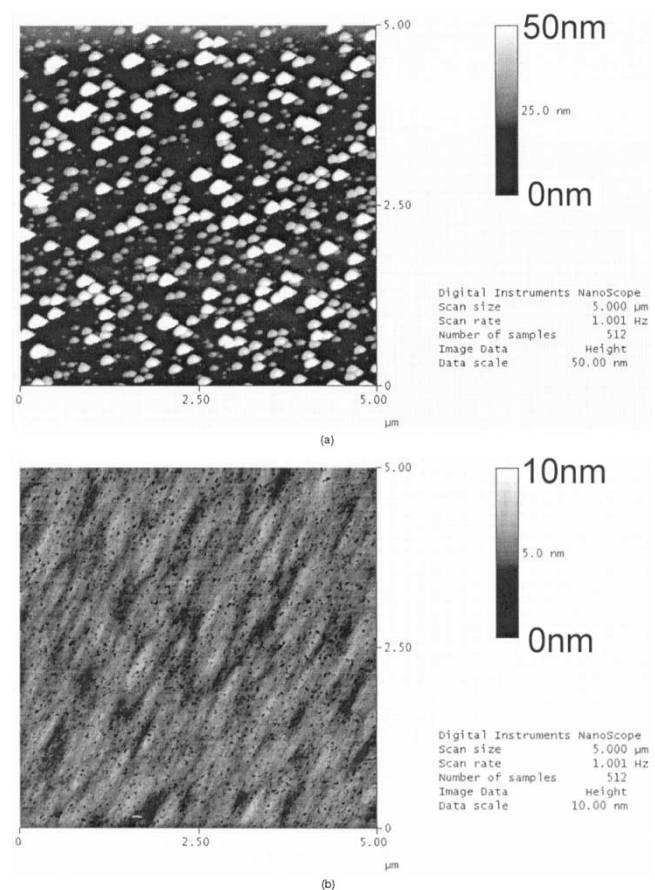 5.00
50nm
25.0 nm
0nm
2.50
Digital Instruments NanoScope
Scan size 5.000 µm
Scan rate 1.001 Hz
Number of samples 512
Image Data Height
Data scale 50.00 nm
0
0 2.50 5.00
µm
(a)
5.00
10nm
5.0 nm
0nm
2.50
Digital Instruments NanoScope
Scan size 5.000 µm
Scan rate 1.001 Hz
Number of samples 512
Image Data Height
Data scale 10.00 nm
0
0 2.50 5.00
µm
(b)